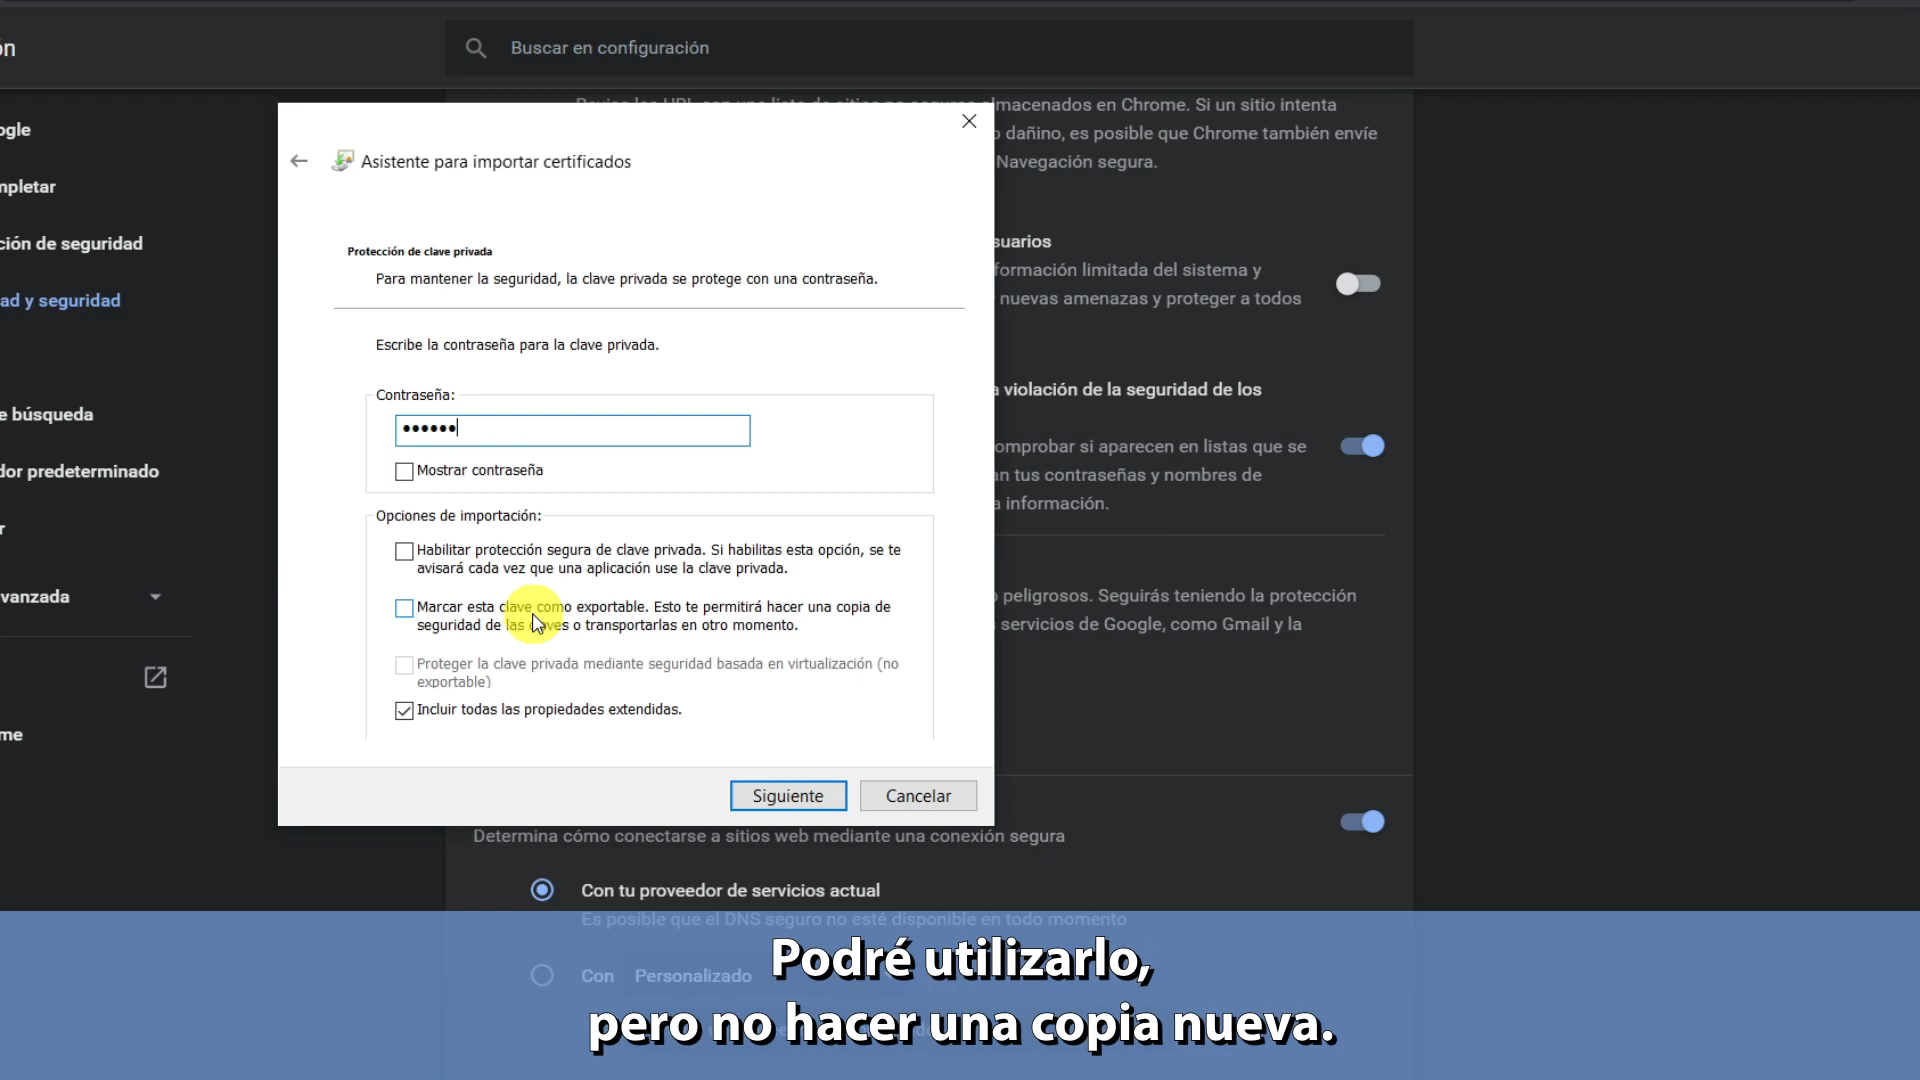 ón
Buscar en configuración
almacenados en Chrome. Si un sitio intenta
ogle
o dañino, es posible que Chrome también envíe
Asistente para importar certificados
Navegación segura.
mpletar
ción de seguridad
suarios
Protección de clave privada
Para mantener la seguridad, la clave privada se protege con una contraseña.
formación limitada del sistema y
ad y seguridad
nuevas amenazas y proteger a todos
Escribe la contraseña para la clave privada.
Contraseña:
a violación de la seguridad de los
e búsqueda
••••••
omprobar si aparecen en listas que se
Mostrar contraseña
dor predeterminado
an tus contraseñas y nombres de
a información.
Opciones de importación:
r
Habilitar protección segura de clave privada. Si habilitas esta opción, se te
avisará cada vez que una aplicación use la clave privada.
vanzada
Marcar esta clave como exportable. Esto te permitirá hacer una copia de
seguridad de las claves o transportarlas en otro momento.
o peligrosos. Seguirás teniendo la protección
servicios de Google, como Gmail y la
Proteger la clave privada mediante seguridad basada en virtualización (no
exportable)
Incluir todas las propiedades extendidas.
me
Siguiente
Cancelar
Determina cómo conectarse a sitios web mediante una conexión segura
Con tu proveedor de servicios actual
Es posible que el DNS seguro no esté disponible en todo momento
Con Personalizado
Podré utilizarlo,
pero no hacer una copia nueva.